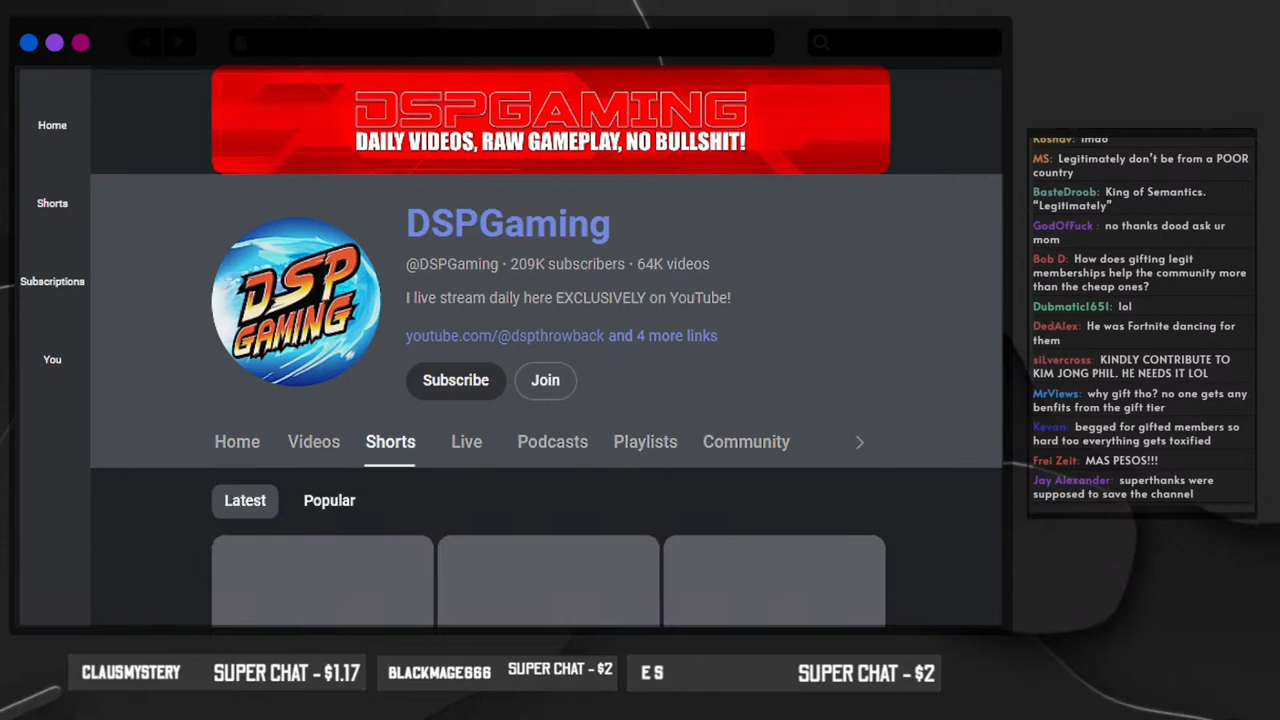 DSPGAMING
DAILY VIDEOS, RAW GAMEPLAY, NO BULLSHIT!
Home
Shorts
Subscriptions
You
DSP
GAMING
DSPGaming
@DSPGaming · 209K subscribers · 64K videos
I live stream daily here EXCLUSIVELY on YouTube!
youtube.com/@dspthrowback and 4 more links
Subscribe
Join
Home
Videos
Shorts
Live
Podcasts
Playlists
Community
Latest
Popular
Koshav: lmao
MS: Legitimately don't be from a POOR
country
BasteDroob: King of Semantics.
“Legitimately”
GodOfFuck : no thanks dood ask ur
mom
Bob D: How does gifting legit
memberships help the community more
than the cheap ones?
Dubmatic1651: lol
DedAlex: He was Fortnite dancing for
them
siLvercross: KINDLY CONTRIBUTE TO
KIM JONG PHIL. HE NEEDS IT LOL
MrViews: why gift tho? no one gets any
benfits from the gift tier
Kevan: begged for gifted members so
hard too everything gets toxified
Frei Zeit: MAS PESOS!!!
Jay Alexander: superthanks were
supposed to save the channel
CLAUSMYSTERY SUPER CHAT - $1.17
BLACKMAGE666 SUPER CHAT - $2
E S SUPER CHAT - $2